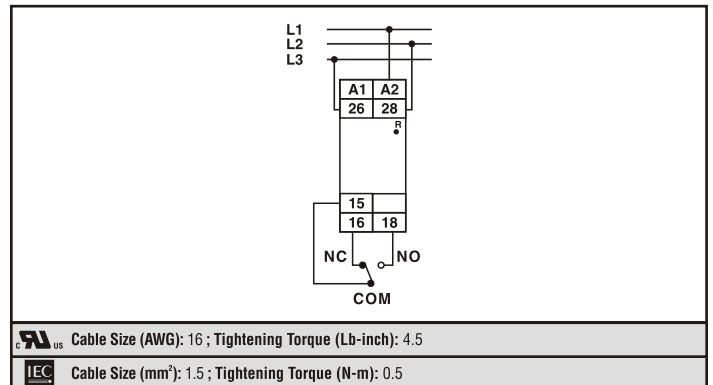 L1
L2
L3
A1 A2
26 28
R
15
16 18
NC NO
COM
c RU us Cable Size (AWG): 16 ; Tightening Torque (Lb-inch): 4.5
IEC Cable Size (mm²): 1.5 ; Tightening Torque (N-m): 0.5